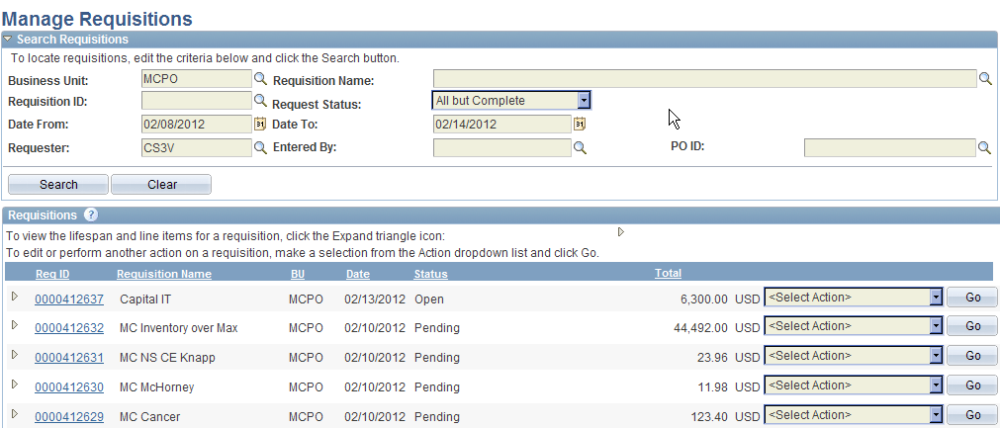 Manage Requisitions
Search Requisitions
To locate requisitions, edit the criteria below and click the Search button.
Business Unit: MCPO Requisition Name:
Requisition ID: Request Status: All but Complete
Date From: 02/08/2012 31 Date To: 02/14/2012 31
Requester: CS3V Entered By: PO ID:
Search Clear
Requisitions ?
To view the lifespan and line items for a requisition, click the Expand triangle icon:
To edit or perform another action on a requisition, make a selection from the Action dropdown list and click Go.
Req ID Requisition Name BU Date Status Total
0000412637 Capital IT MCPO 02/13/2012 Open 6,300.00 USD <Select Action> Go
0000412632 MC Inventory over Max MCPO 02/10/2012 Pending 44,492.00 USD <Select Action> Go
0000412631 MC NS CE Knapp MCPO 02/10/2012 Pending 23.96 USD <Select Action> Go
0000412630 MC McHorney MCPO 02/10/2012 Pending 11.98 USD <Select Action> Go
0000412629 MC Cancer MCPO 02/10/2012 Pending 123.40 USD <Select Action> Go